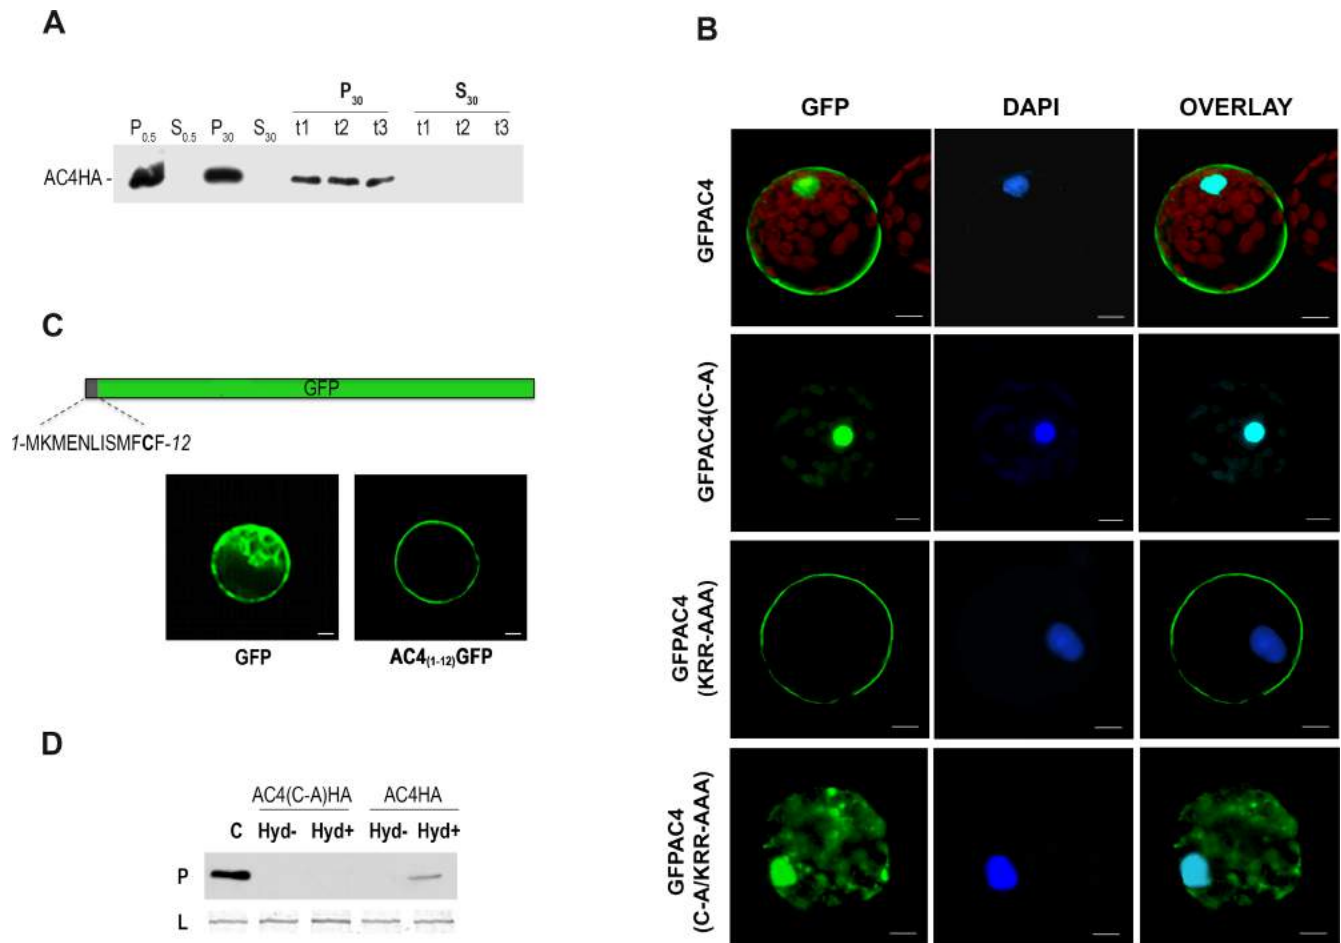 A
P30 S30
P0.5 S0.5 P30 S30 t1 t2 t3 t1 t2 t3
AC4HA -
B
GFP DAPI OVERLAY
GFPAC4
GFPAC4(C-A)
GFPAC4
(KRR-AAA)
GFPAC4
(C-A/KRR-AAA)
C
GFP
1-MKMENLISMFCF-12
GFP AC4(1-12)GFP
D
AC4(C-A)HA AC4HA
C Hyd- Hyd+ Hyd- Hyd+
P
L